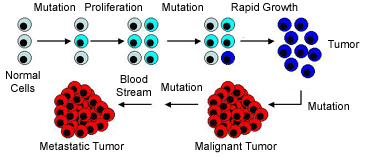 Mutation Proliferation Mutation Rapid Growth
Normal
Cells
Tumor
Mutation
Blood
Stream
Mutation
Metastatic Tumor
Malignant Tumor